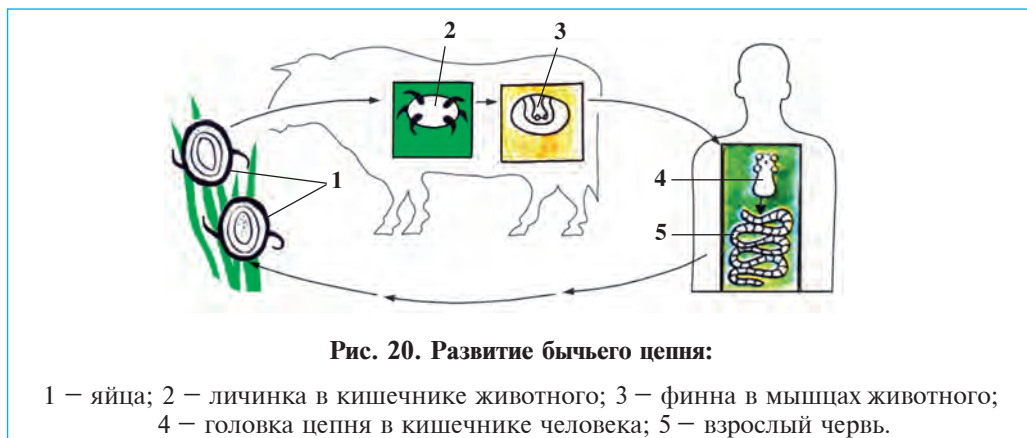 2
3
1
4
5
Рис. 20. Развитие бычьего цепня:
1 — яйца; 2 — личинка в кишечнике животного; 3 — финна в мышцах животного;
4 — головка цепня в кишечнике человека; 5 — взрослый червь.